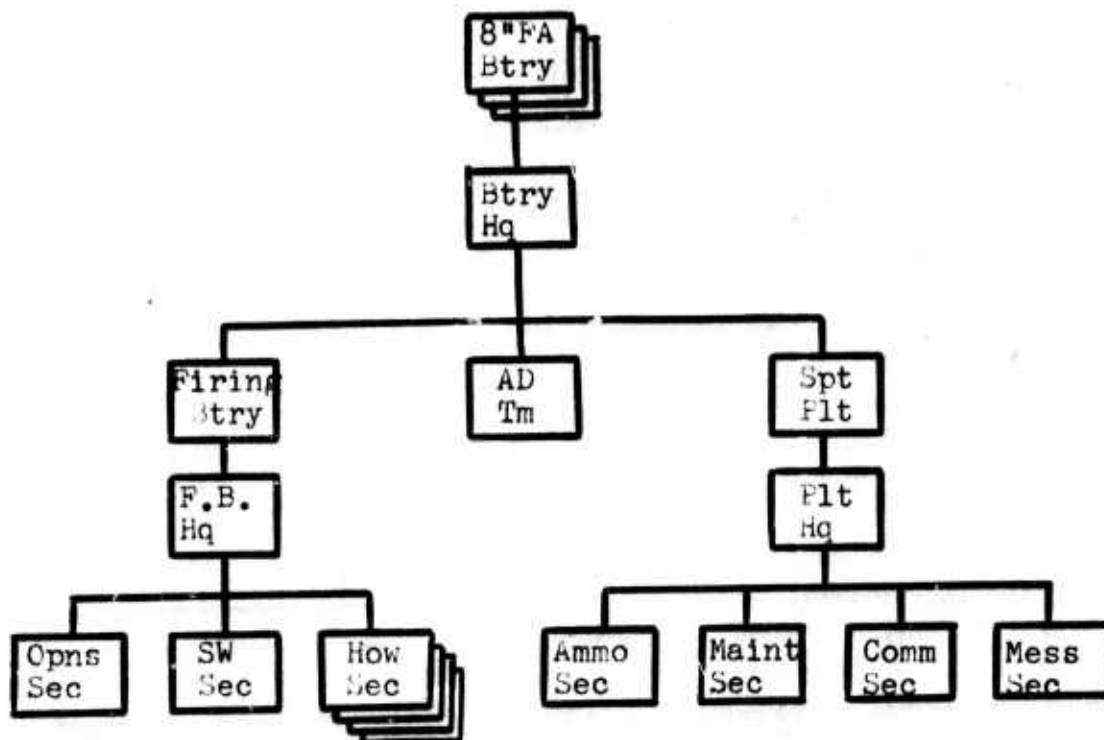 8"FA
Btry
Btry
Hq
Firing
Btry
AD
Tm
Spt
Plt
F.B.
Hq
Plt
Hq
Opns
Sec
SW
Sec
How
Sec
Ammo
Sec
Maint
Sec
Comm
Sec
Mess
Sec